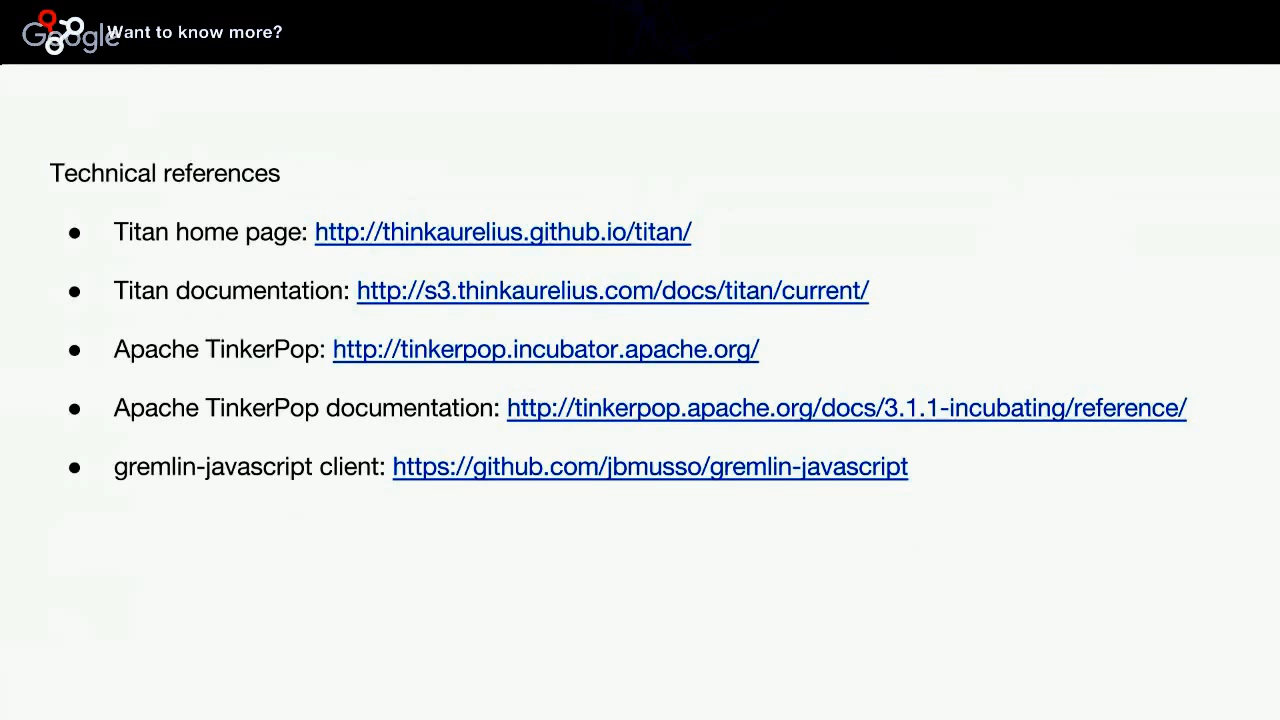 Google
Want to know more?
Technical references
● Titan home page: http://thinkaurelius.github.io/titan/
● Titan documentation: http://s3.thinkaurelius.com/docs/titan/current/
● Apache TinkerPop: http://tinkerpop.incubator.apache.org/
● Apache TinkerPop documentation: http://tinkerpop.apache.org/docs/3.1.1-incubating/reference/
● gremlin-javascript client: https://github.com/jbmusso/gremlin-javascript